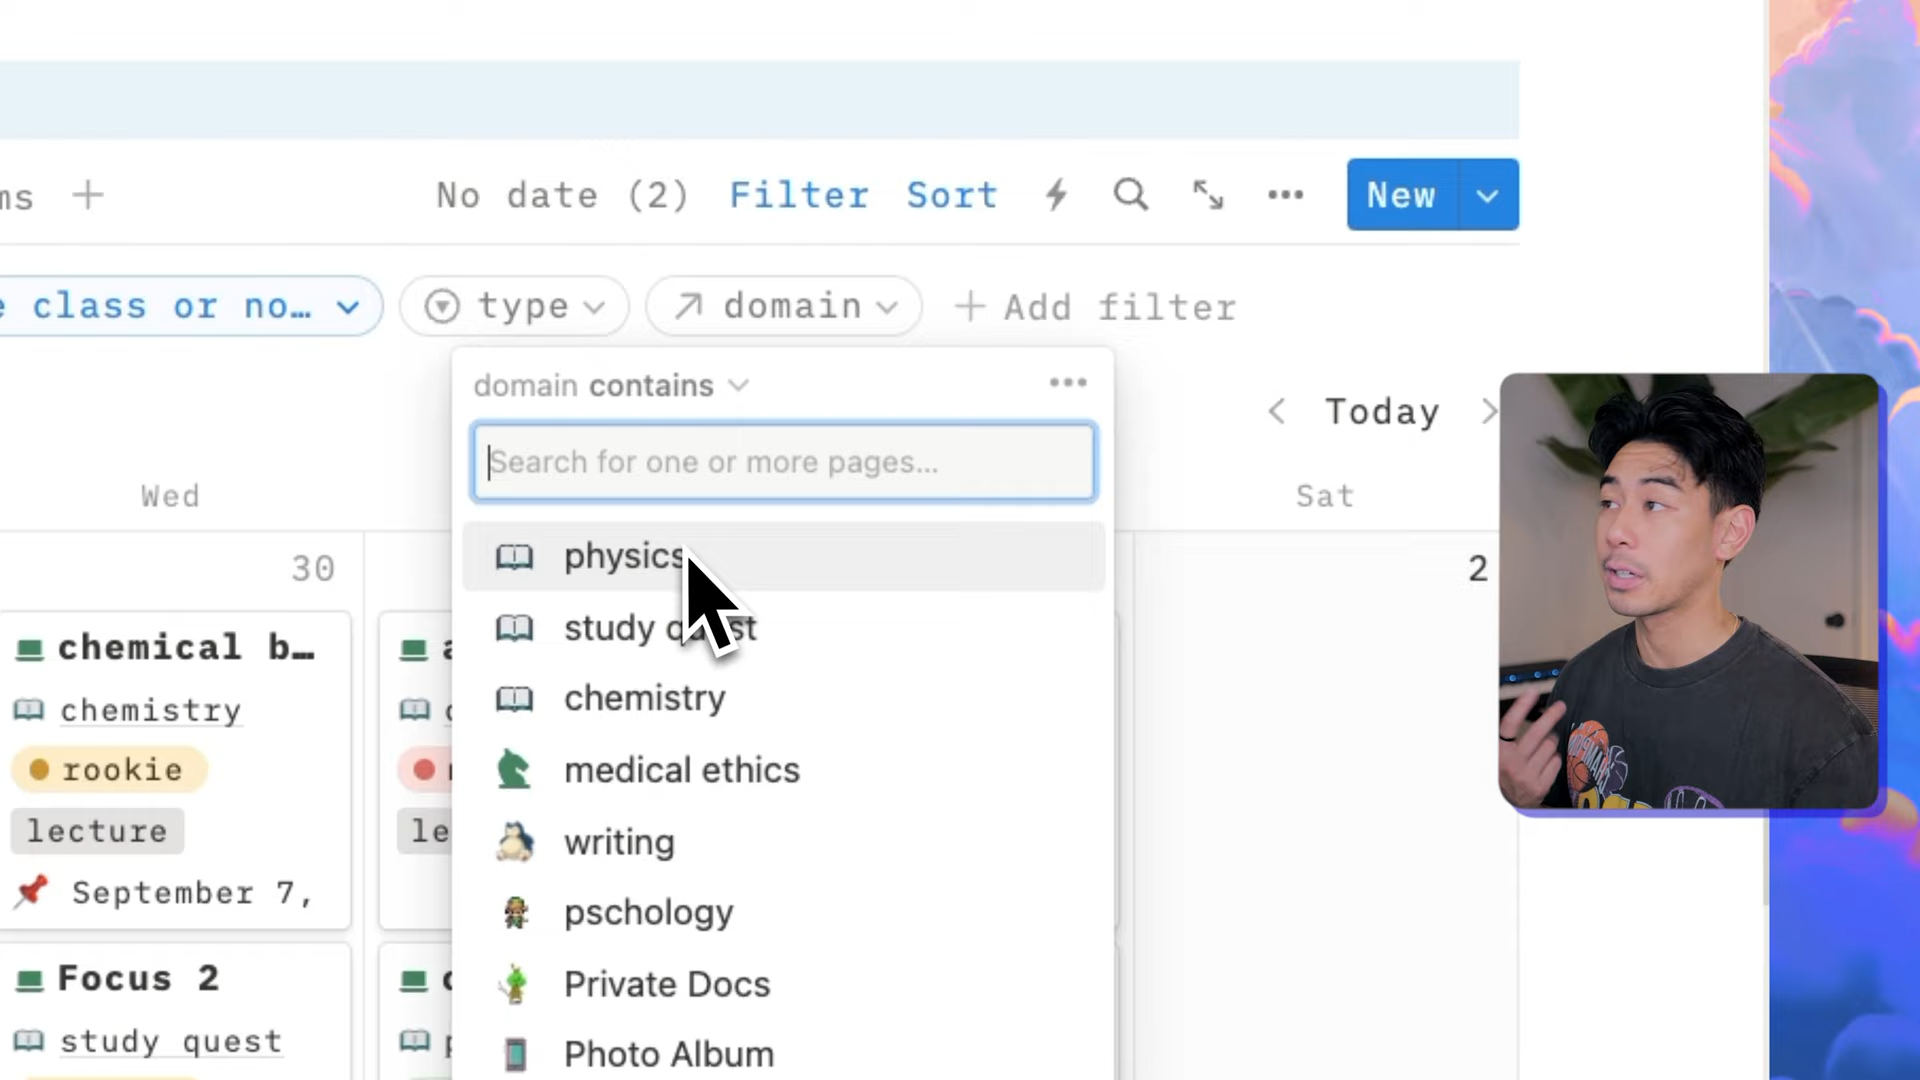 No date (2) Filter Sort New
class or no… type domain + Add filter
domain contains
Search for one or more pages…
physics
study quest
chemistry
medical ethics
writing
pschology
Private Docs
Photo Album
Today
Wed
Sat
30
2
chemical b…
chemistry
rookie
lecture
September 7,
Focus 2
study quest
le